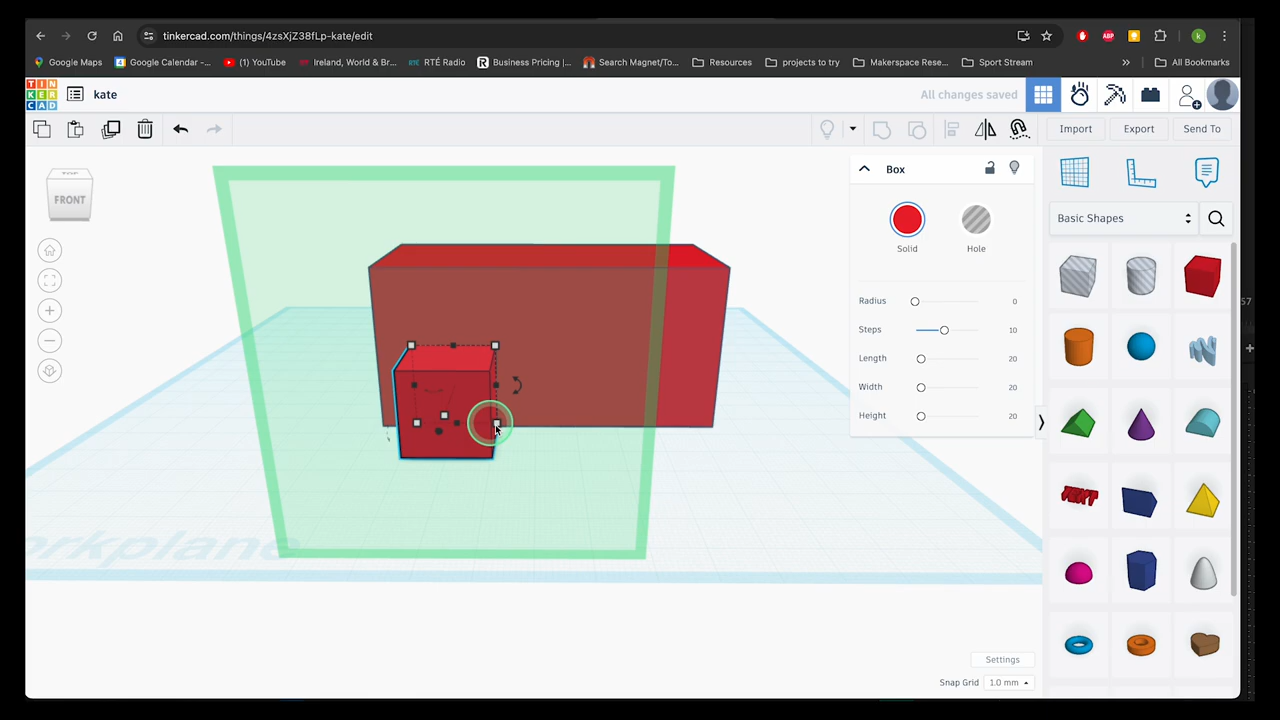 tinkercad.com/things/4zsXjZ38fLp-kate/edit
k
Google Maps
Google Calendar -...
(1) YouTube
Ireland, World & Br...
RTÉ Radio
Business Pricing |...
Search Magnet/To...
Resources
projects to try
Makerspace Rese...
Sport Stream
»
All Bookmarks
TIN
KER
CAD
kate
All changes saved
Import
Export
Send To
TOP
FRONT
Box
Solid
Hole
Radius 0
Steps 10
Length 20
Width 20
Height 20
Basic Shapes
TEXT
57
orkplane
Settings
Snap Grid 1.0 mm